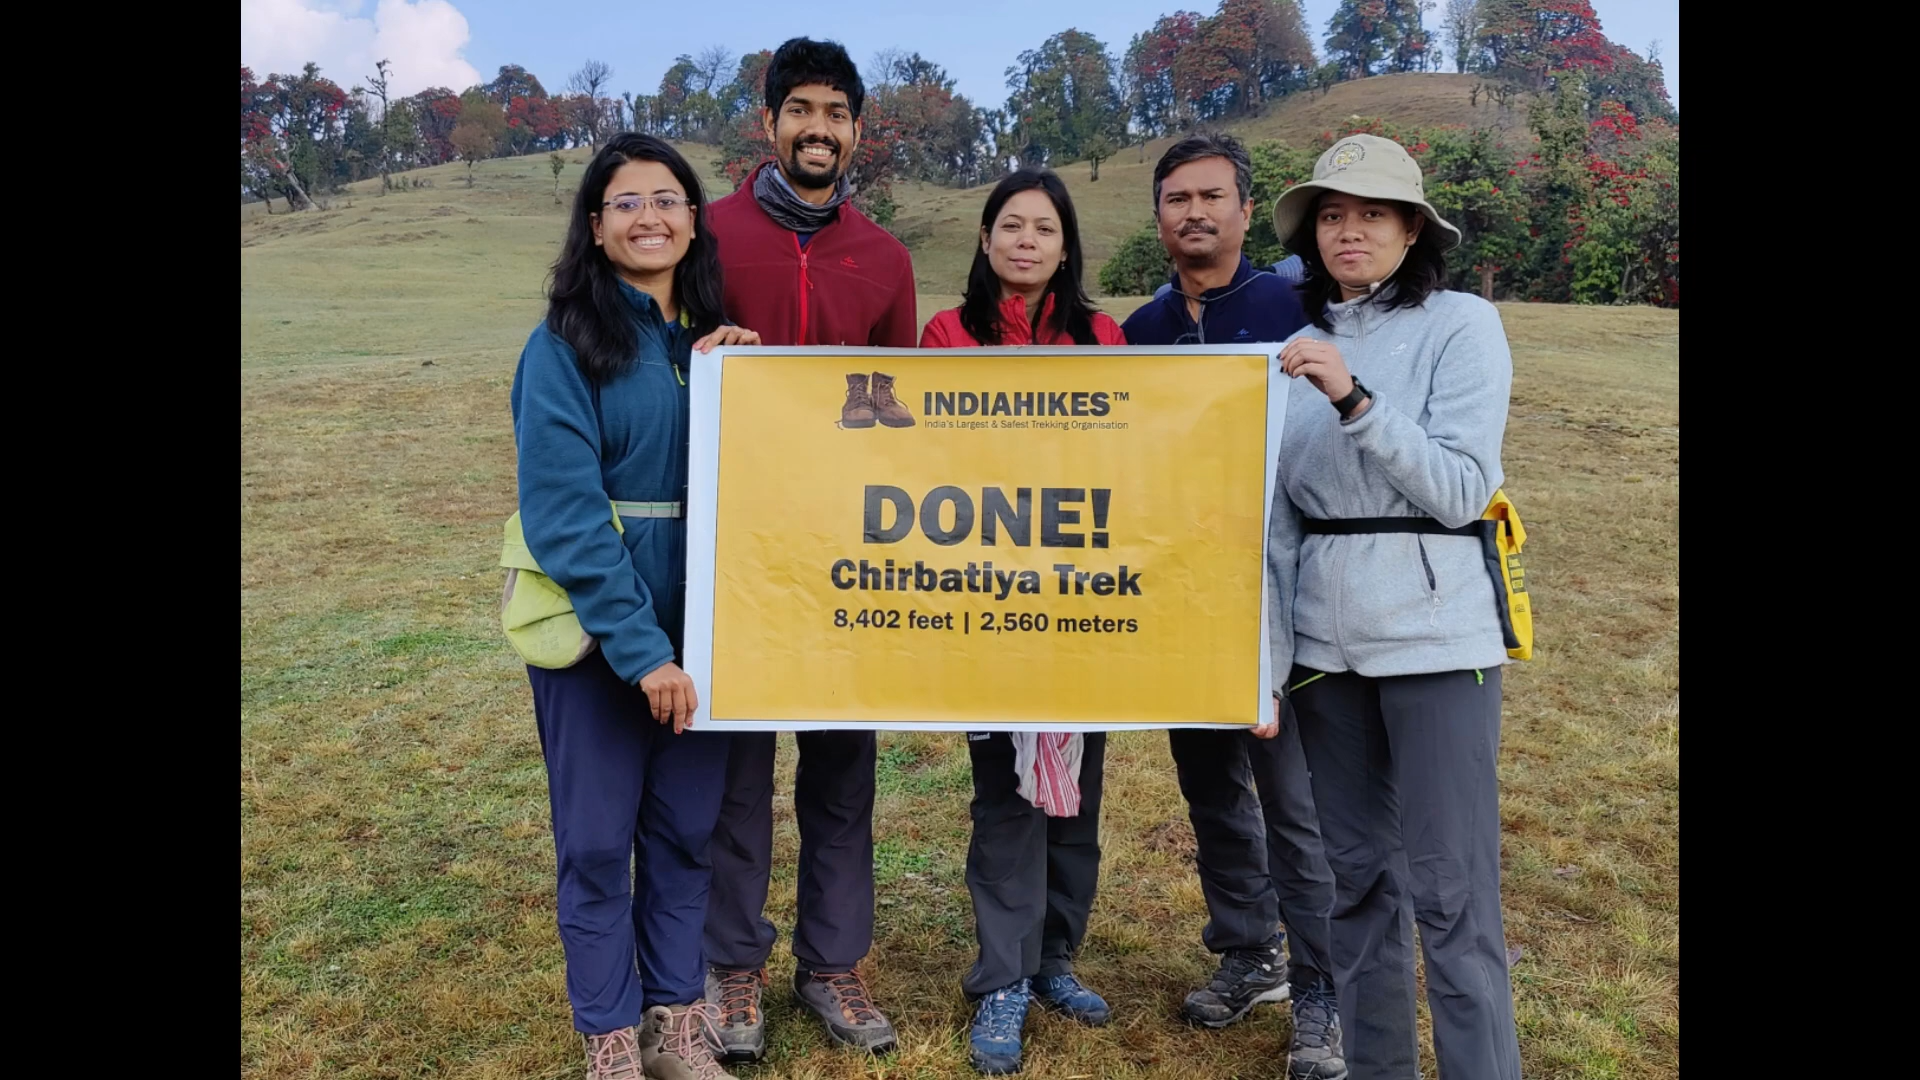 INDIAHIKES™
India's Largest & Safest Trekking Organisation
DONE!
Chirbatiya Trek
8,402 feet | 2,560 meters